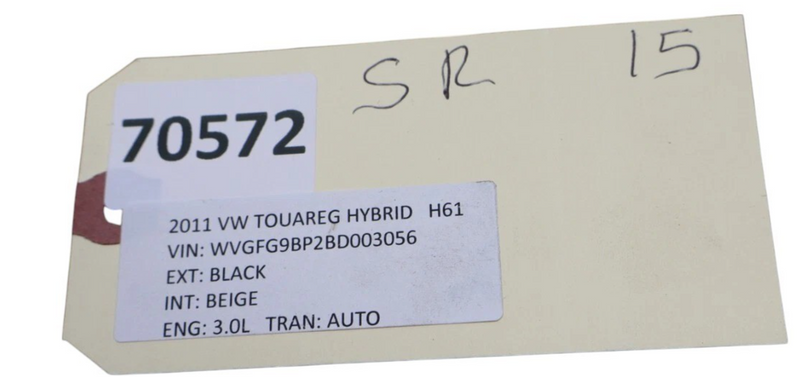 SR 15
70572
2011 VW TOUAREG HYBRID H61
VIN: WVGFG9BP2BD003056
EXT: BLACK
INT: BEIGE
ENG: 3.0L TRAN: AUTO